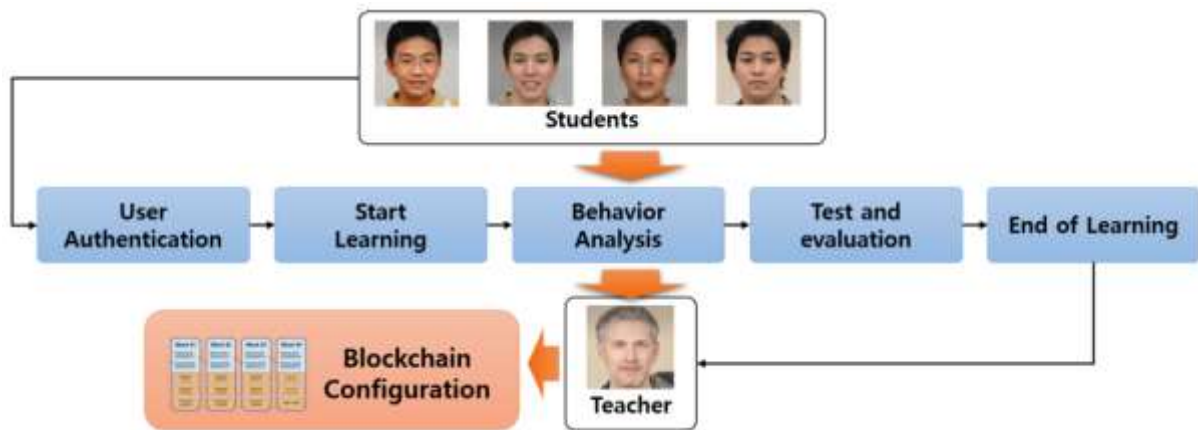 Students
User
Authentication
Start
Learning
Behavior
Analysis
Test and
evaluation
End of Learning
Blockchain
Configuration
Teacher